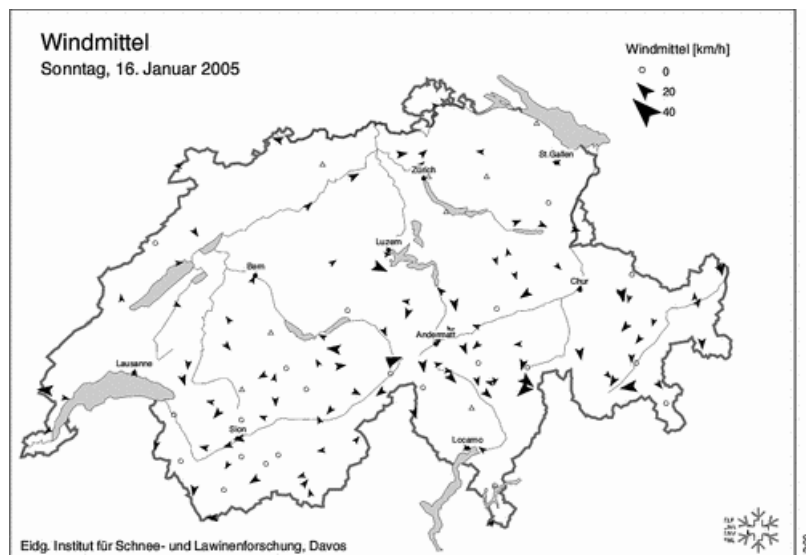 Windmittel
Sonntag, 16. Januar 2005
Windmittel [km/h]
0
20
40
St.Gallen
Zürich
Luzern
Bern
Chur
Andermatt
Lausanne
Sion
Locarno
Eidg. Institut für Schnee- und Lawinenforschung, Davos